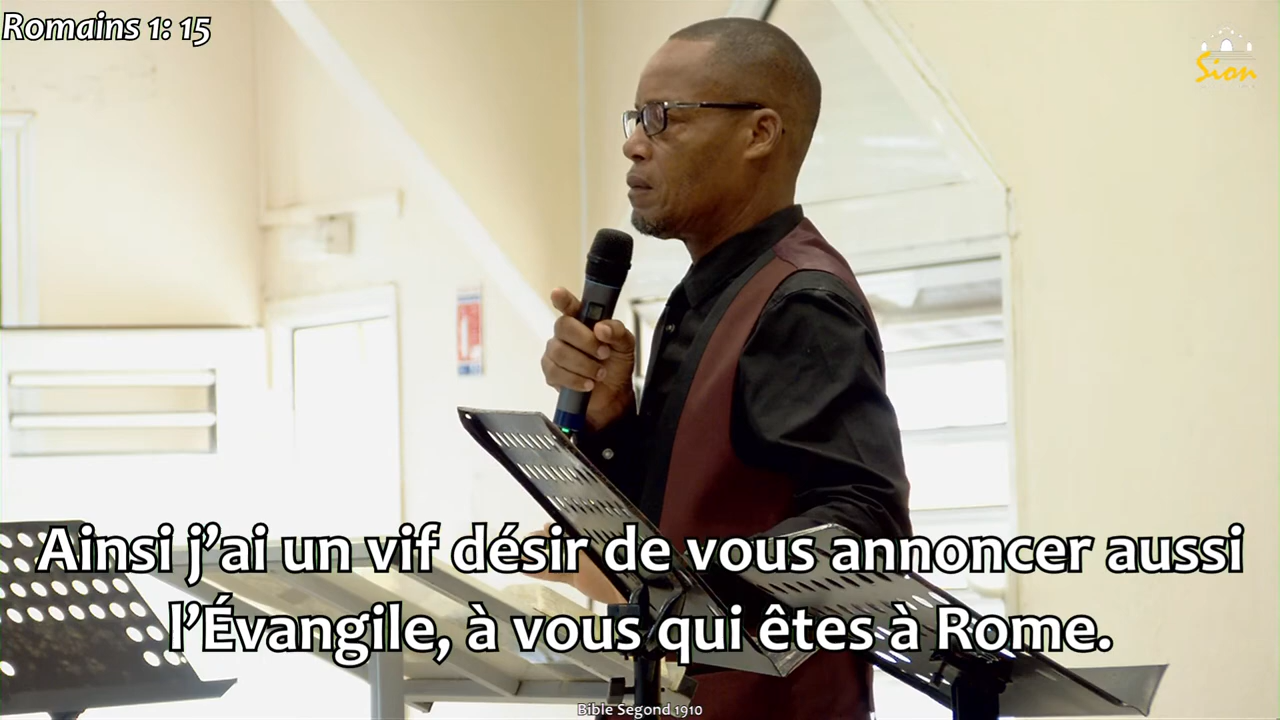 Romains 1: 15
Sion
Ainsi j’ai un vif désir de vous annoncer aussi
l’Évangile, à vous qui êtes à Rome.
Bible Segond 1910